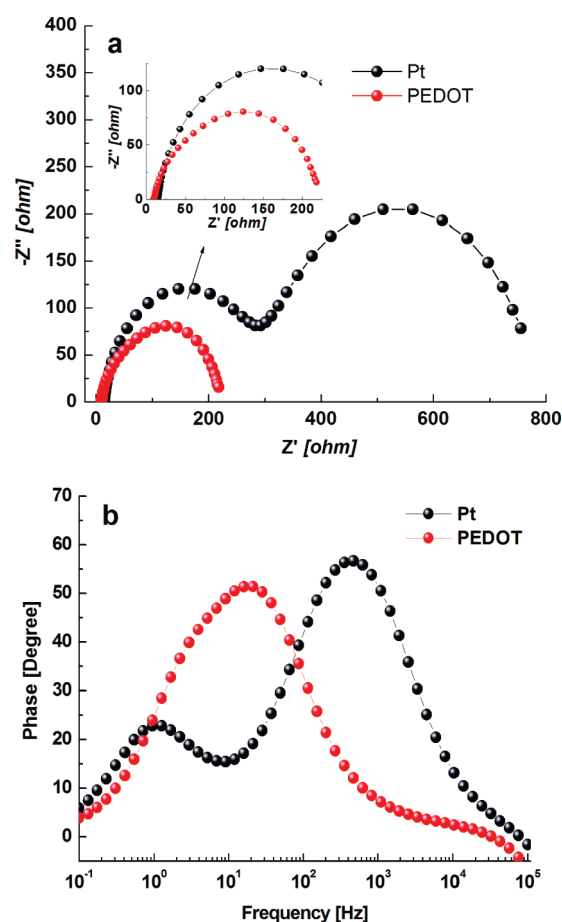 a
400
350
300
250
200
150
100
50
0
-Z'' [ohm]
0 200 400 600 800
Z' [ohm]
Pt
PEDOT
100
50
0
-Z'' [ohm]
0 50 100 150 200
Z' [ohm]
b
70
60
50
40
30
20
10
0
Phase [Degree]
10-1 100 101 102 103 104 105
Frequency [Hz]
Pt
PEDOT